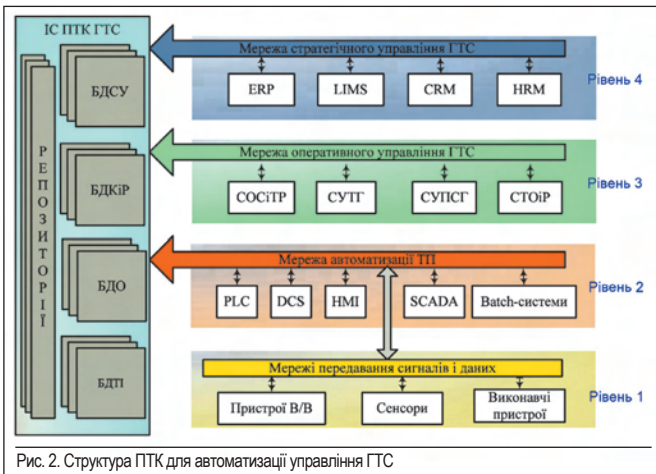 ІС ПТК ГТС
РЕПОЗИТОРІЇ
БДСУ
БДКіР
БДО
БДТП
Мережа стратегічного управління ГТС
ERP
LIMS
CRM
HRM
Рівень 4
Мережа оперативного управління ГТС
СОСіТР
СУТГ
СУПСГ
СТОіР
Рівень 3
Мережа автоматизації ТП
PLC
DCS
HMI
SCADA
Batch-системи
Рівень 2
Мережі передавання сигналів і даних
Пристрої В/В
Сенсори
Виконавчі
пристрої
Рівень 1
Рис. 2. Структура ПТК для автоматизації управління ГТС